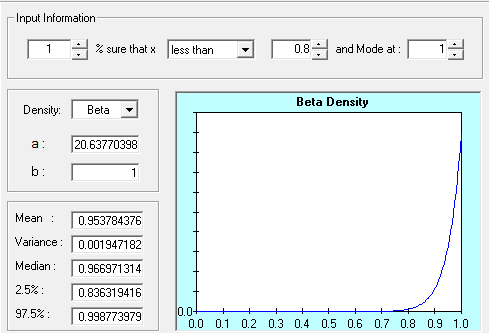 Input Information
1 % sure that x less than 0.8 and Mode at : 1
Density: Beta
a : 20.63770398
b : 1
Mean : 0.953784376
Variance : 0.001947182
Median : 0.966971314
2.5% : 0.836319416
97.5% : 0.998773979
Beta Density
0.0
0.0 0.1 0.2 0.3 0.4 0.5 0.6 0.7 0.8 0.9 1.0